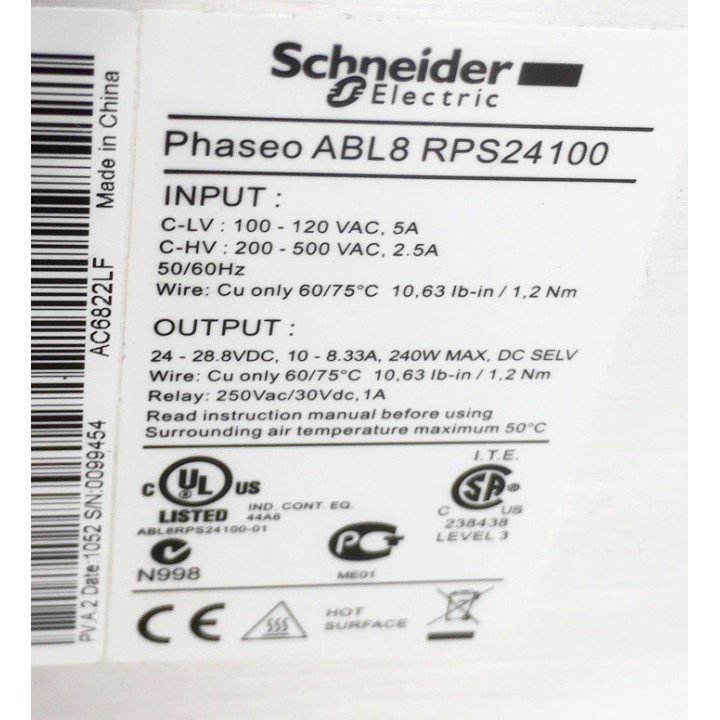 Schneider
Electric
Phaseo ABL8 RPS24100
INPUT :
C-LV : 100 - 120 VAC, 5A
C-HV : 200 - 500 VAC, 2.5A
50/60Hz
Wire: Cu only 60/75°C 10,63 lb-in / 1,2 Nm
OUTPUT :
24 - 28.8VDC, 10 - 8.33A, 240W MAX, DC SELV
Wire: Cu only 60/75°C 10,63 lb-in / 1,2 Nm
Relay: 250Vac/30Vdc, 1A
Read instruction manual before using
Surrounding air temperature maximum 50°C
C UL US
LISTED
IND. CONT. EQ.
44A6
ABL8RPS24100-01
I.T.E.
SA
C US
238438
LEVEL 3
N998
ME01
CE
HOT
SURFACE
Made in China
AC6822LF
PV:A.2 Date:1052 S/N:0099454